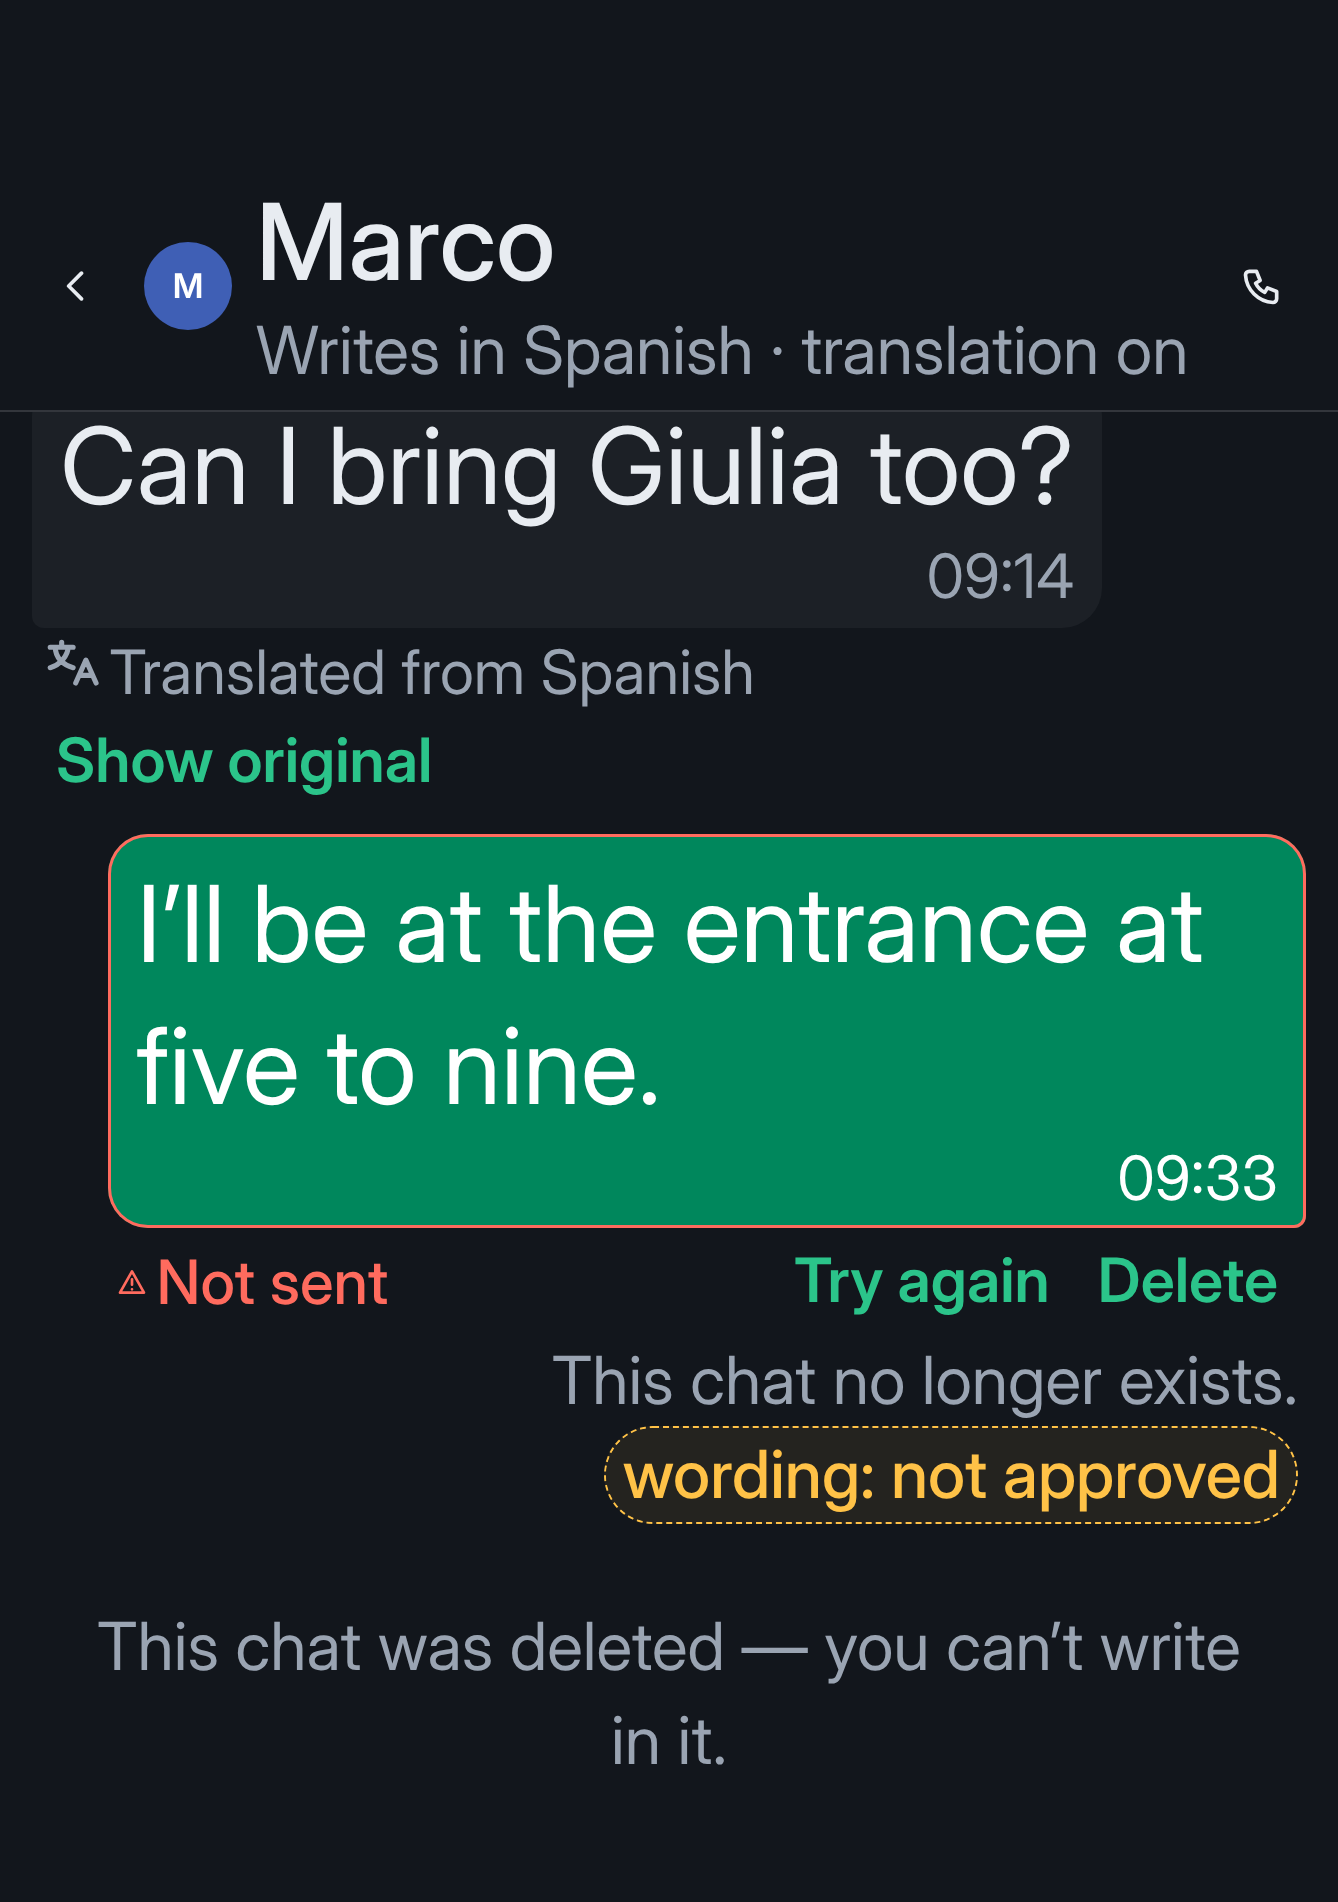 M
Marco
Writes in Spanish · translation on
Can I bring Giulia too?
09:14
Translated from Spanish
Show original
I’ll be at the entrance at
five to nine.
09:33
Not sent
Try again
Delete
This chat no longer exists.
wording: not approved
This chat was deleted — you can’t write
in it.